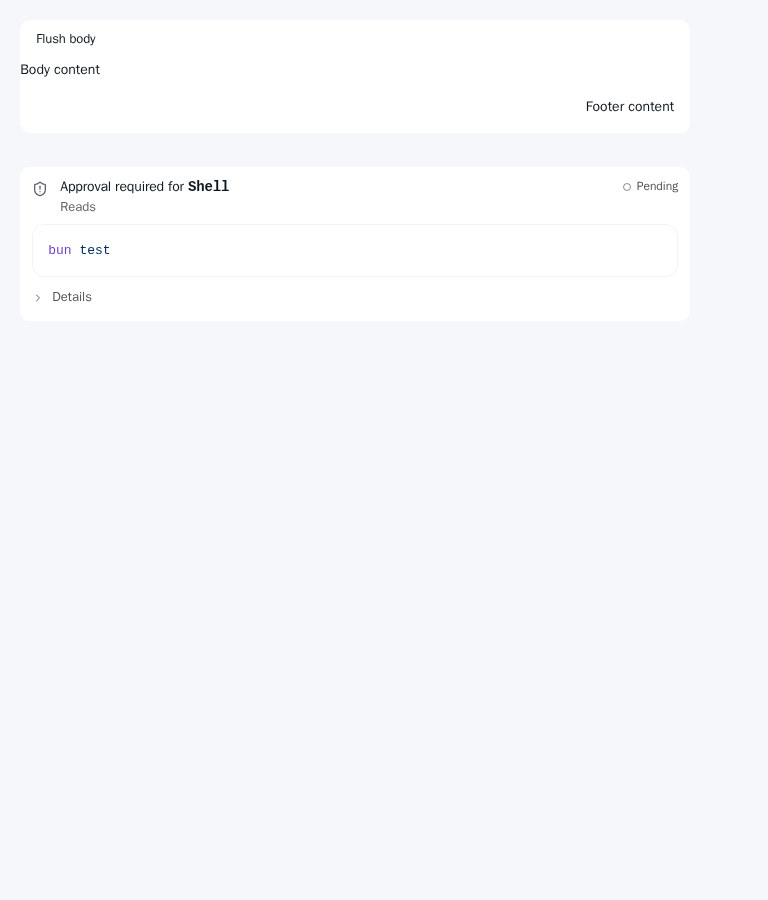 Flush body
Body content
Footer content
Approval required for Shell
Pending
Reads
bun test
Details